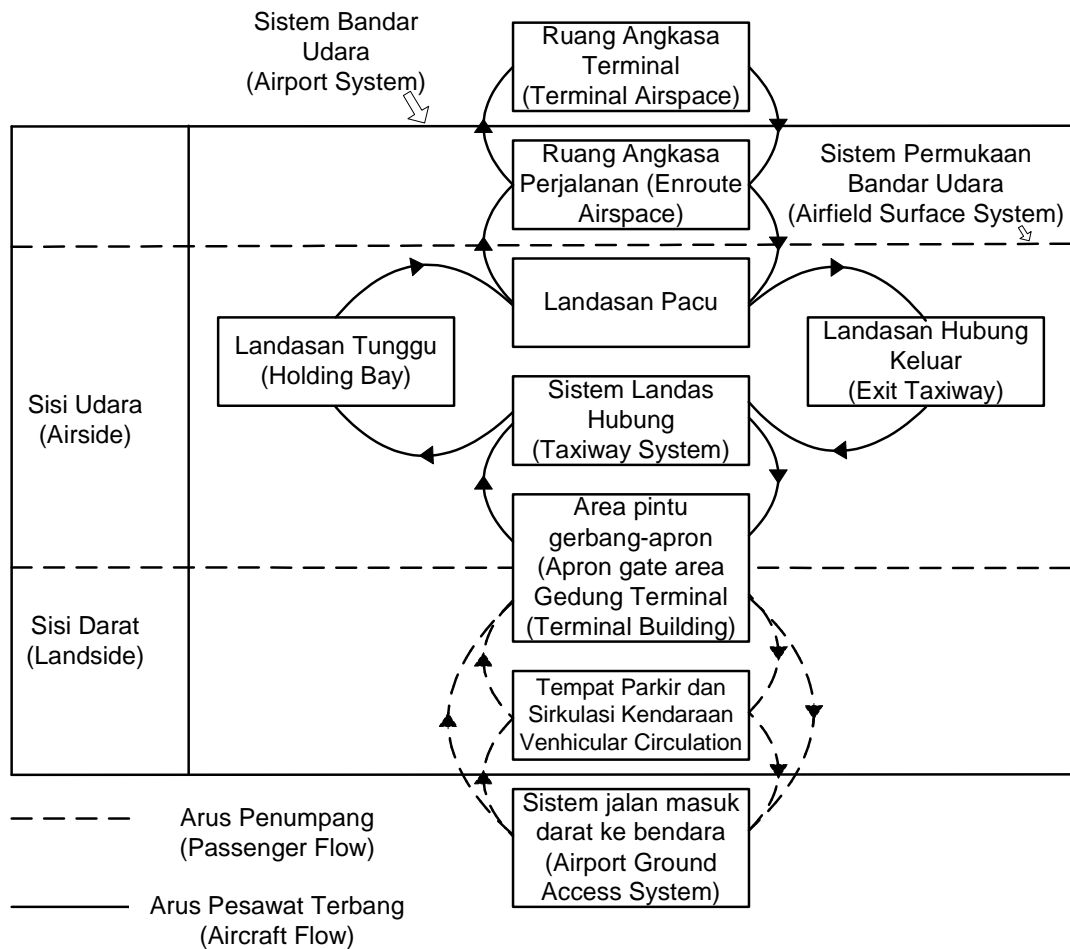 Sistem Bandar
Udara
(Airport System)
Ruang Angkasa
Terminal
(Terminal Airspace)
Ruang Angkasa
Perjalanan (Enroute
Airspace)
Sistem Permukaan
Bandar Udara
(Airfield Surface System)
Landasan Pacu
Landasan Tunggu
(Holding Bay)
Landasan Hubung
Keluar
(Exit Taxiway)
Sisi Udara
(Airside)
Sistem Landas
Hubung
(Taxiway System)
Area pintu
gerbang-apron
(Apron gate area
Gedung Terminal
(Terminal Building)
Sisi Darat
(Landside)
Tempat Parkir dan
Sirkulasi Kendaraan
Venhicular Circulation
Sistem jalan masuk
darat ke bendara
(Airport Ground
Access System)
Arus Penumpang
(Passenger Flow)
Arus Pesawat Terbang
(Aircraft Flow)